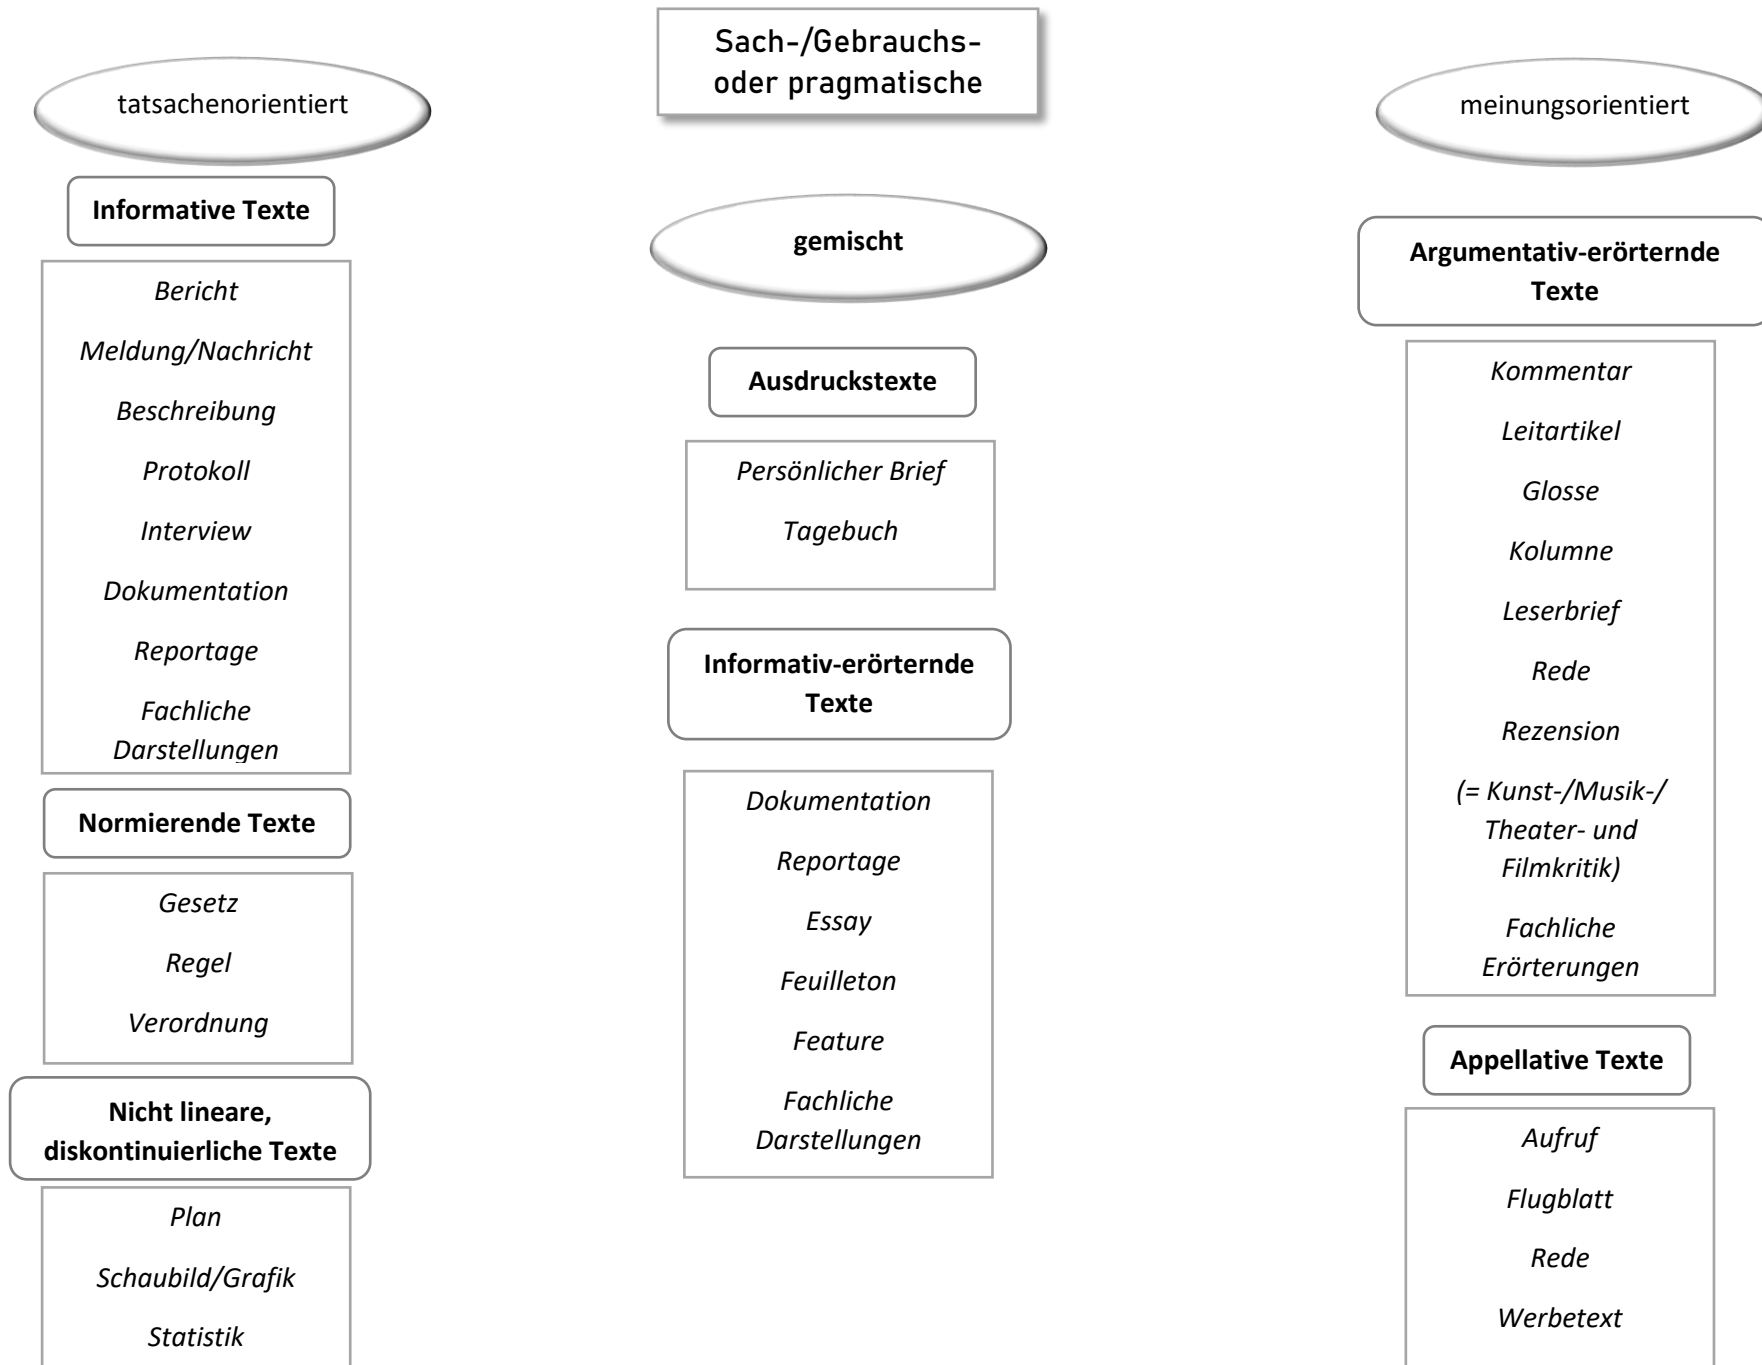 Sach-/Gebrauchs-
oder pragmatische
tatsachenorientiert
Informative Texte
Bericht
Meldung/Nachricht
Beschreibung
Protokoll
Interview
Dokumentation
Reportage
Fachliche
Darstellungen
Normierende Texte
Gesetz
Regel
Verordnung
Nicht lineare,
diskontinuierliche Texte
Plan
Schaubild/Grafik
Statistik
gemischt
Ausdruckstexte
Persönlicher Brief
Tagebuch
Informativ-erörternde
Texte
Dokumentation
Reportage
Essay
Feuilleton
Feature
Fachliche
Darstellungen
meinungsorientiert
Argumentativ-erörternde
Texte
Kommentar
Leitartikel
Glosse
Kolumne
Leserbrief
Rede
Rezension
(= Kunst-/Musik-/
Theater- und
Filmkritik)
Fachliche
Erörterungen
Appellative Texte
Aufruf
Flugblatt
Rede
Werbetext